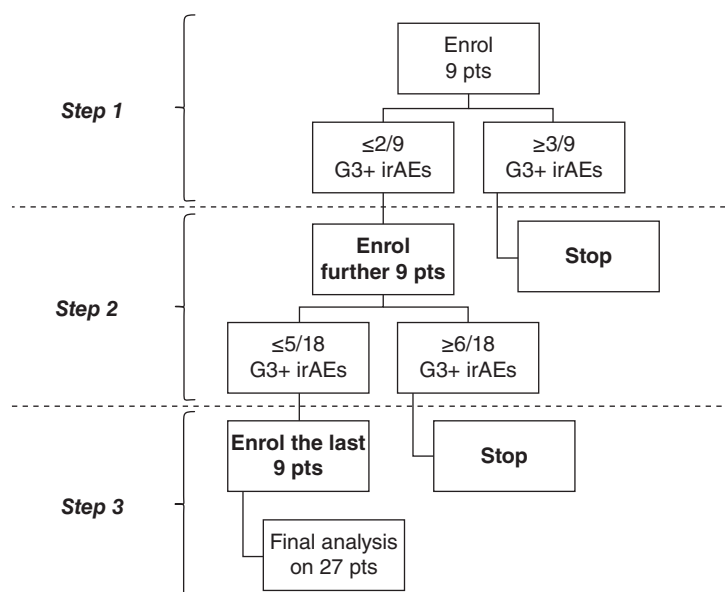 Step 1
Enrol
9 pts
≤2/9
G3+ irAEs
≥3/9
G3+ irAEs
Step 2
Enrol
further 9 pts
Stop
≤5/18
G3+ irAEs
≥6/18
G3+ irAEs
Step 3
Enrol the last
9 pts
Stop
Final analysis
on 27 pts